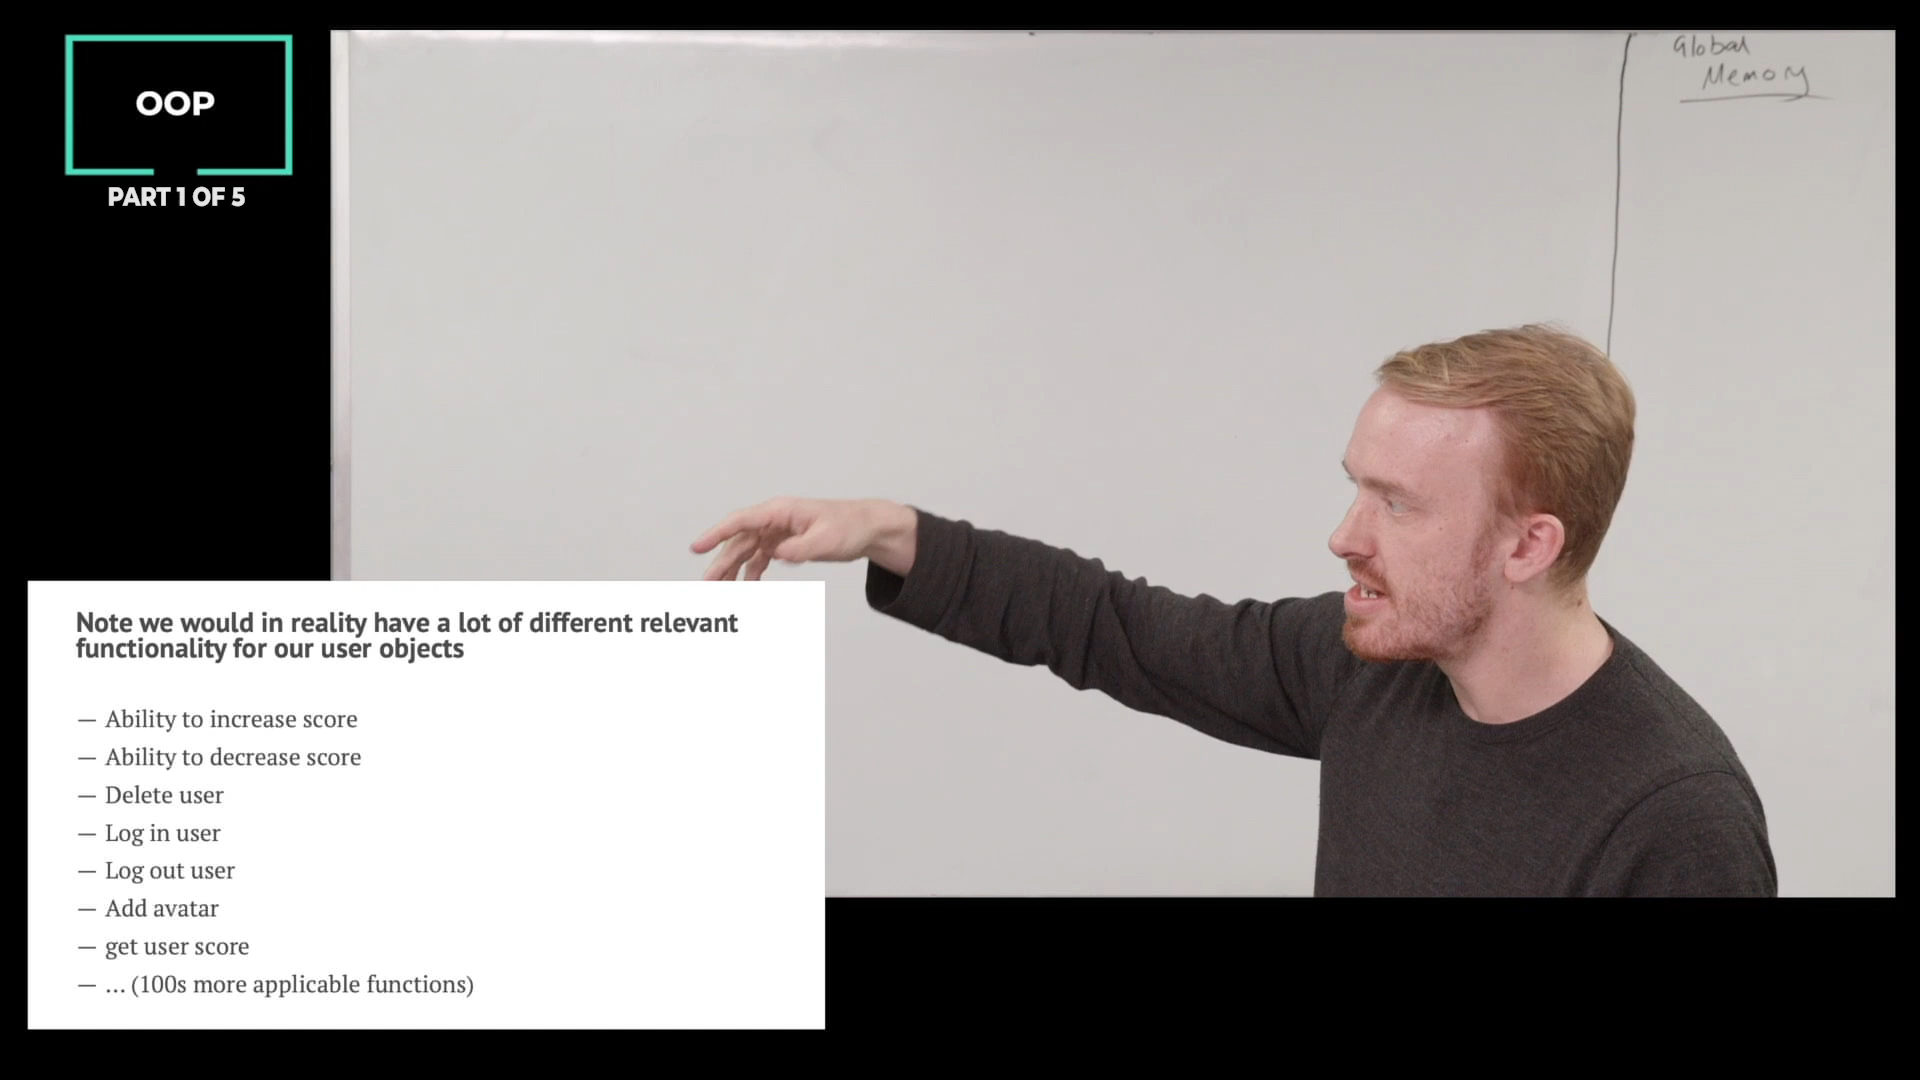 OOP
PART 1 OF 5
Global
Memory
Note we would in reality have a lot of different relevant
functionality for our user objects
— Ability to increase score
— Ability to decrease score
— Delete user
— Log in user
— Log out user
— Add avatar
— get user score
— ... (100s more applicable functions)